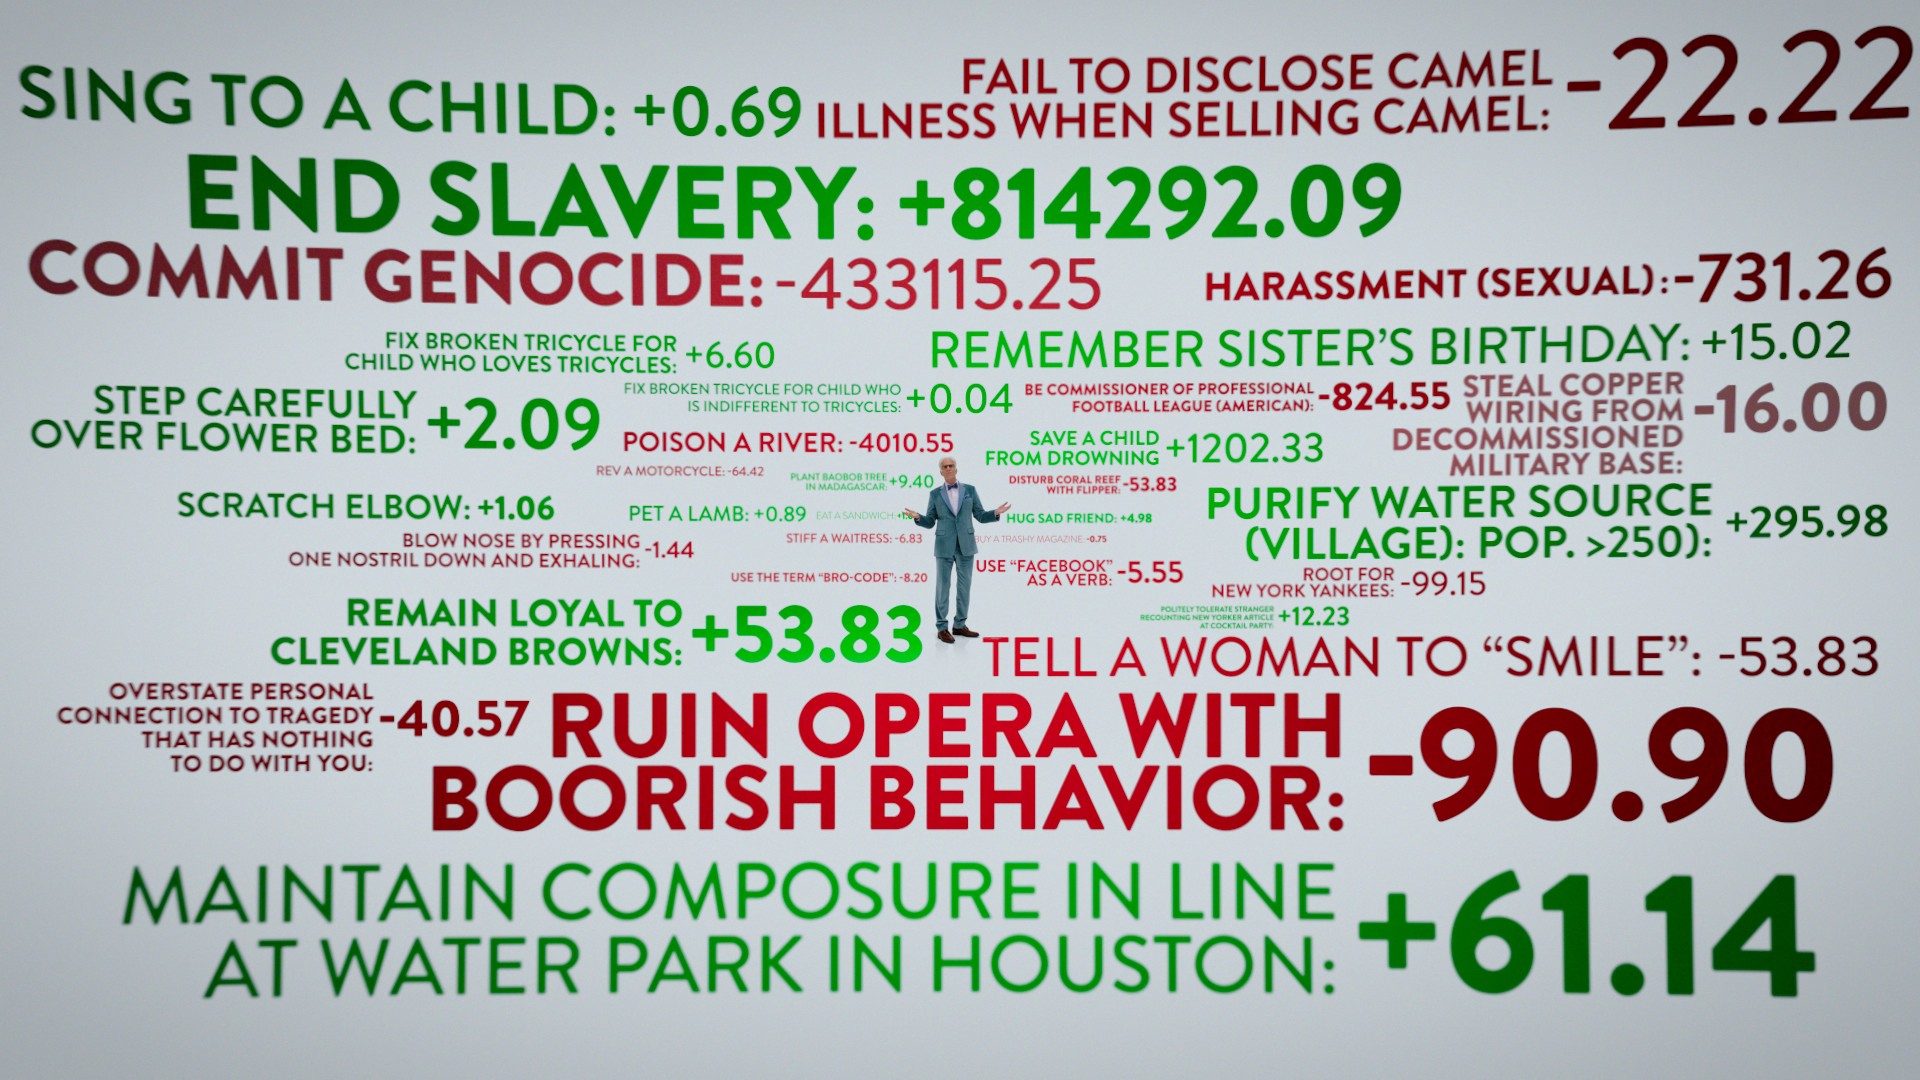 SING TO A CHILD: +0.69
FAIL TO DISCLOSE CAMEL
ILLNESS WHEN SELLING CAMEL: -22.22
END SLAVERY: +814292.09
COMMIT GENOCIDE: -433115.25
HARASSMENT (SEXUAL): -731.26
FIX BROKEN TRICYCLE FOR
CHILD WHO LOVES TRICYCLES: +6.60
REMEMBER SISTER'S BIRTHDAY: +15.02
STEP CAREFULLY
OVER FLOWER BED: +2.09
FIX BROKEN TRICYCLE FOR CHILD WHO
IS INDIFFERENT TO TRICYCLES: +0.04
BE COMMISSIONER OF PROFESSIONAL
FOOTBALL LEAGUE (AMERICAN): -824.55
STEAL COPPER
WIRING FROM
DECOMMISSIONED
MILITARY BASE: -16.00
POISON A RIVER: -4010.55
SAVE A CHILD
FROM DROWNING +1202.33
REV A MOTORCYCLE: -64.42
PLANT BAOBOB TREE
IN MADAGASCAR: +9.40
DISTURB CORAL REEF
WITH FLIPPER: -53.83
SCRATCH ELBOW: +1.06
PET A LAMB: +0.89
EAT A SANDWICH:
HUG SAD FRIEND: +4.98
PURIFY WATER SOURCE
(VILLAGE): POP. >250): +295.98
BLOW NOSE BY PRESSING
ONE NOSTRIL DOWN AND EXHALING: -1.44
STIFF A WAITRESS: -6.83
BUY A TRASHY MAGAZINE: -0.75
USE THE TERM "BRO-CODE": -8.20
USE "FACEBOOK"
AS A VERB: -5.55
ROOT FOR
NEW YORK YANKEES: -99.15
REMAIN LOYAL TO
CLEVELAND BROWNS: +53.83
POLITELY TOLERATE STRANGER
RECOUNTING NEW YORKER ARTICLE
AT COCKTAIL PARTY: +12.23
TELL A WOMAN TO “SMILE”: -53.83
OVERSTATE PERSONAL
CONNECTION TO TRAGEDY
THAT HAS NOTHING
TO DO WITH YOU: -40.57
RUIN OPERA WITH
BOORISH BEHAVIOR: -90.90
MAINTAIN COMPOSURE IN LINE
AT WATER PARK IN HOUSTON: +61.14